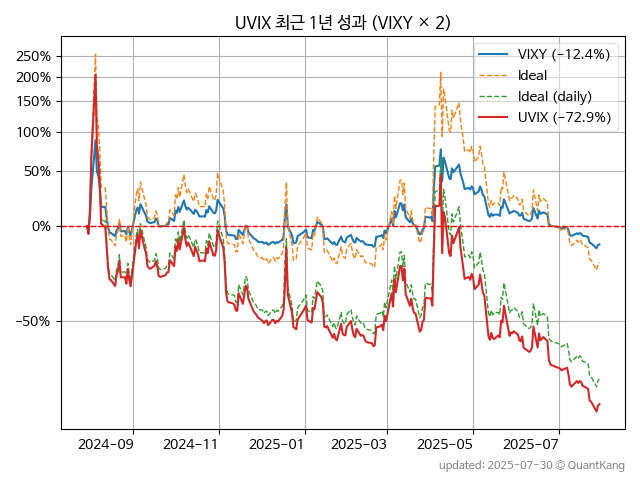 UVIX 최근 1년 성과 (VIXY × 2)
250%
200%
150%
100%
50%
0%
−50%
VIXY (−12.4%)
Ideal
Ideal (daily)
UVIX (−72.9%)
2024−09
2024−11
2025−01
2025−03
2025−05
2025−07
updated: 2025−07−30 © QuantKang